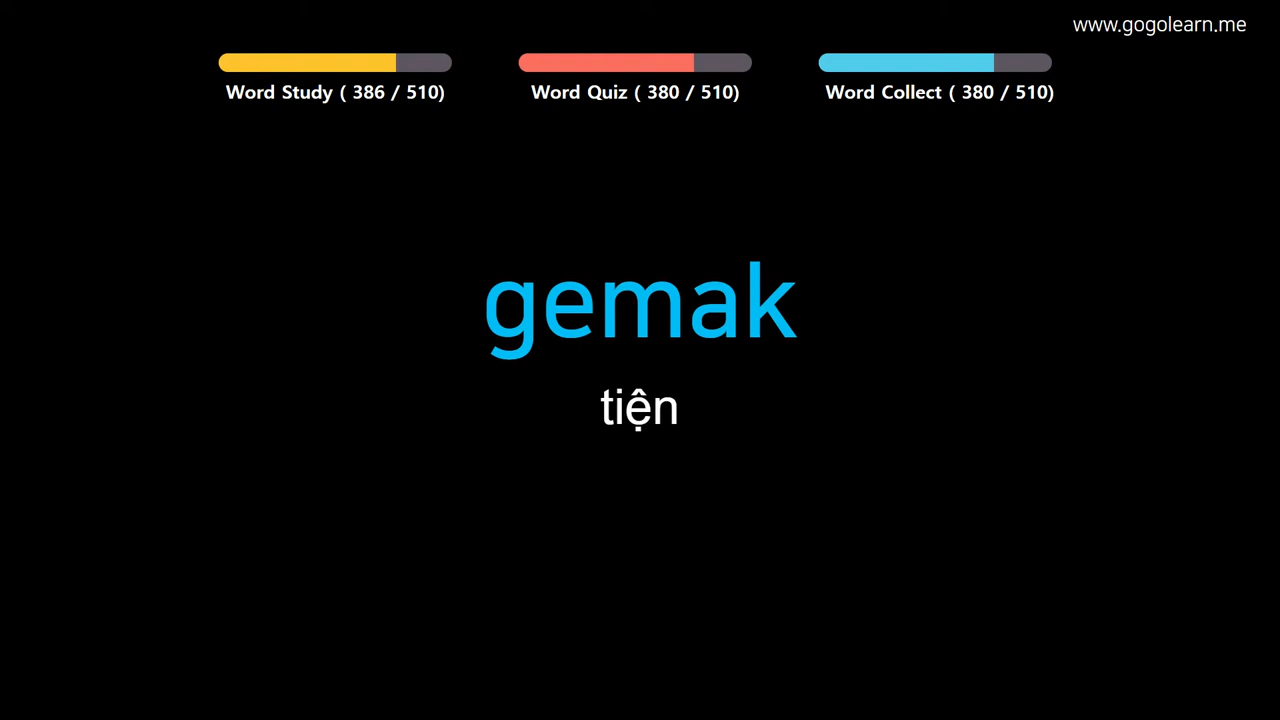 www.gogolearn.me
Word Study ( 386 / 510)
Word Quiz ( 380 / 510)
Word Collect ( 380 / 510)
gemak
tiện